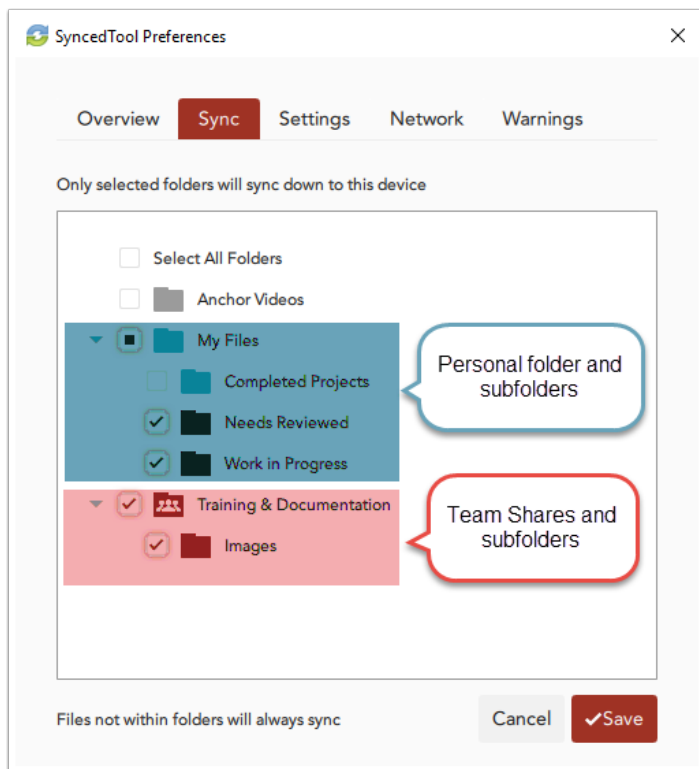 SyncedTool Preferences
Overview Sync Settings Network Warnings
Only selected folders will sync down to this device
Select All Folders
Anchor Videos
My Files
Completed Projects
Needs Reviewed
Work in Progress
Personal folder and
subfolders
Training & Documentation
Images
Team Shares and
subfolders
Files not within folders will always sync
Cancel Save